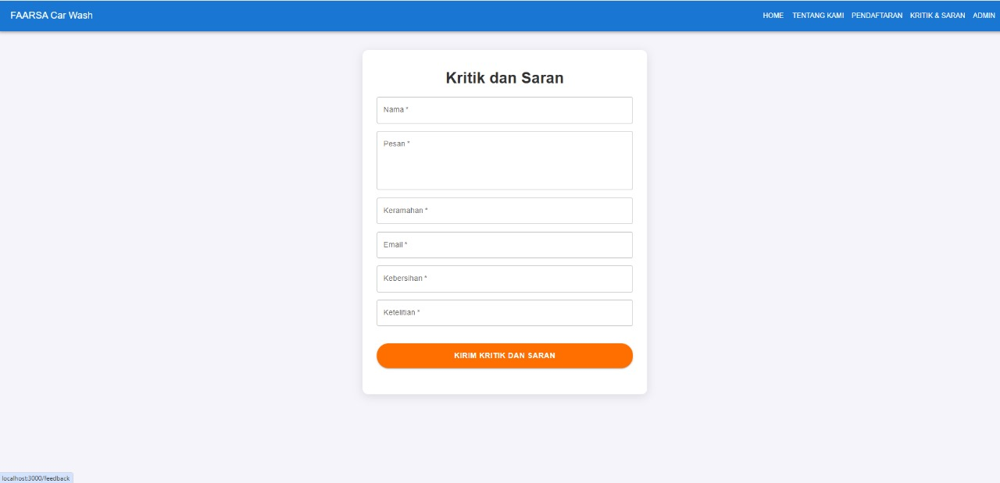 FAARSA Car Wash
HOME TENTANG KAMI PENDAFTARAN KRITIK & SARAN ADMIN
Kritik dan Saran
Nama *
Pesan *
Keramahan *
Email *
Kebersihan *
Ketelitian *
KIRIM KRITIK DAN SARAN
localhost:3000/feedback